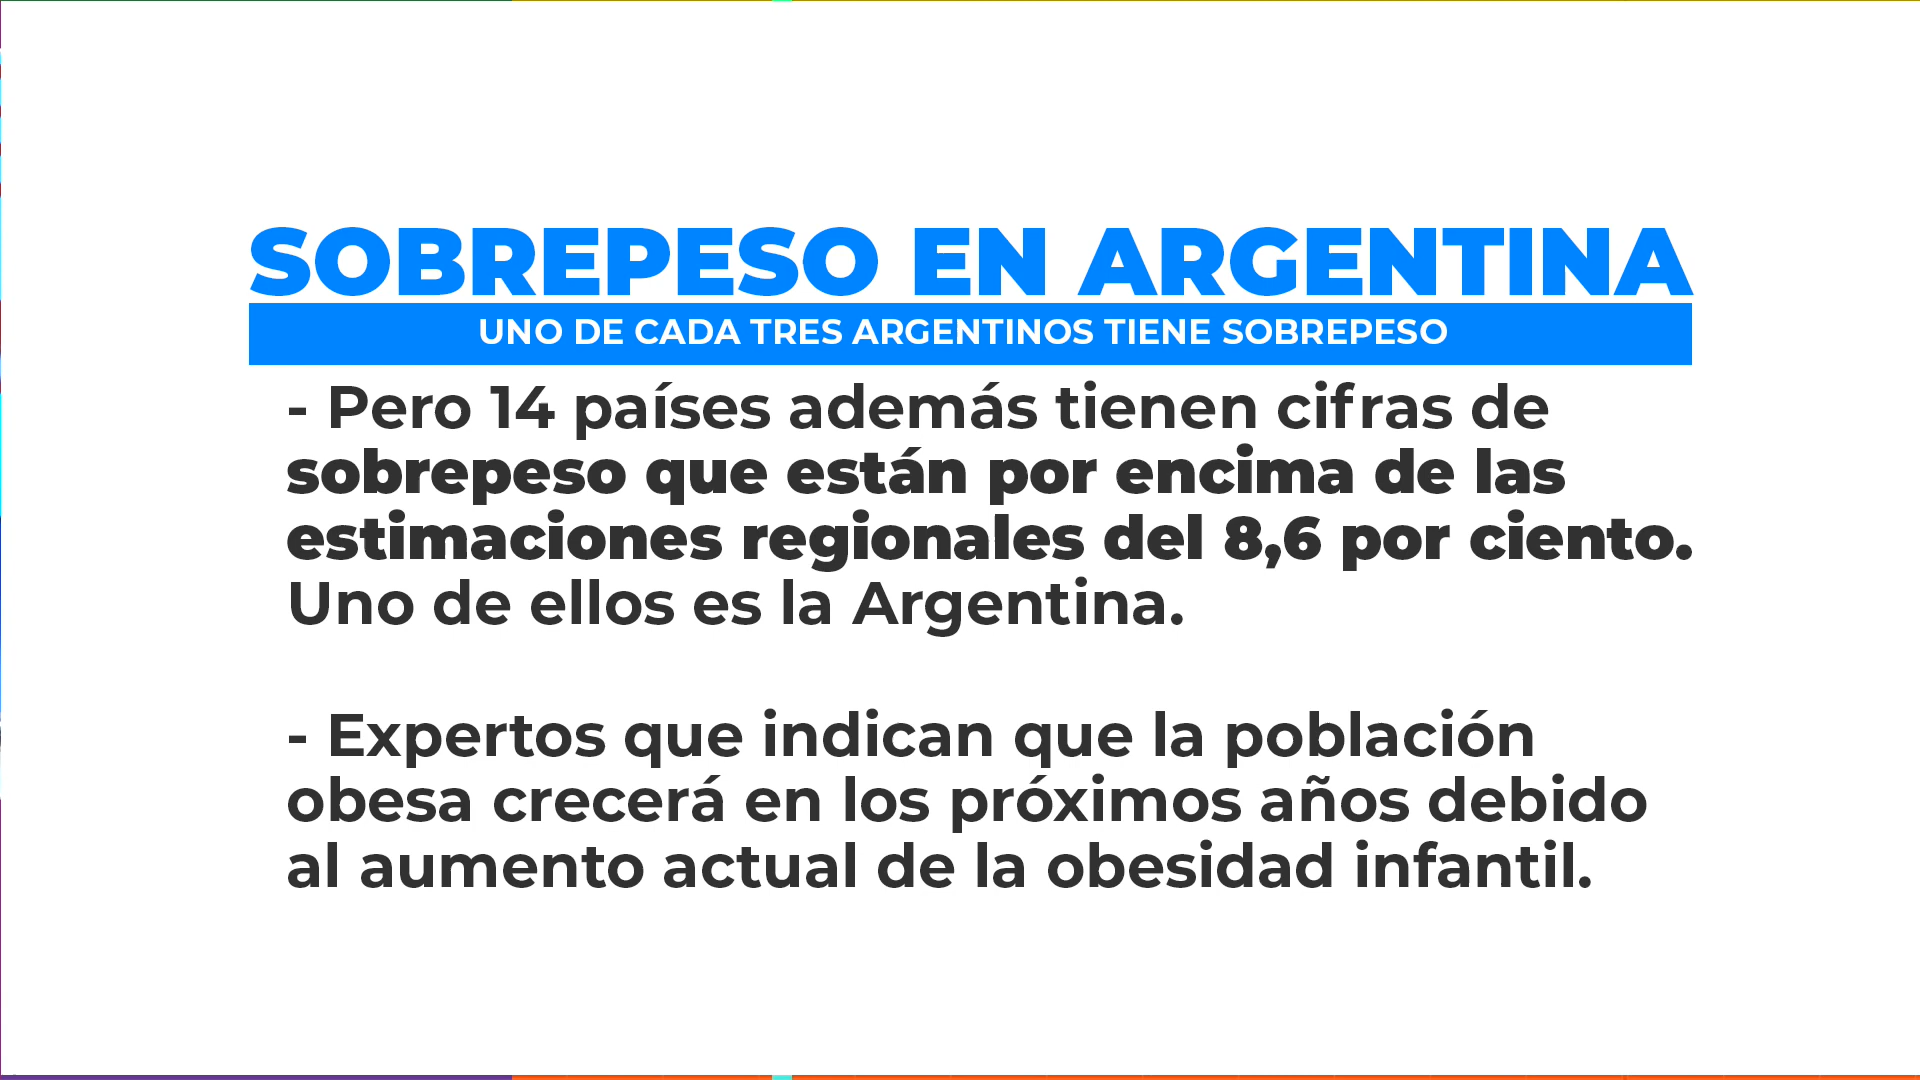 SOBREPESO EN ARGENTINA
UNO DE CADA TRES ARGENTINOS TIENE SOBREPESO
- Pero 14 países además tienen cifras de
sobrepeso que están por encima de las
estimaciones regionales del 8,6 por ciento.
Uno de ellos es la Argentina.
- Expertos que indican que la población
obesa crecerá en los próximos años debido
al aumento actual de la obesidad infantil.